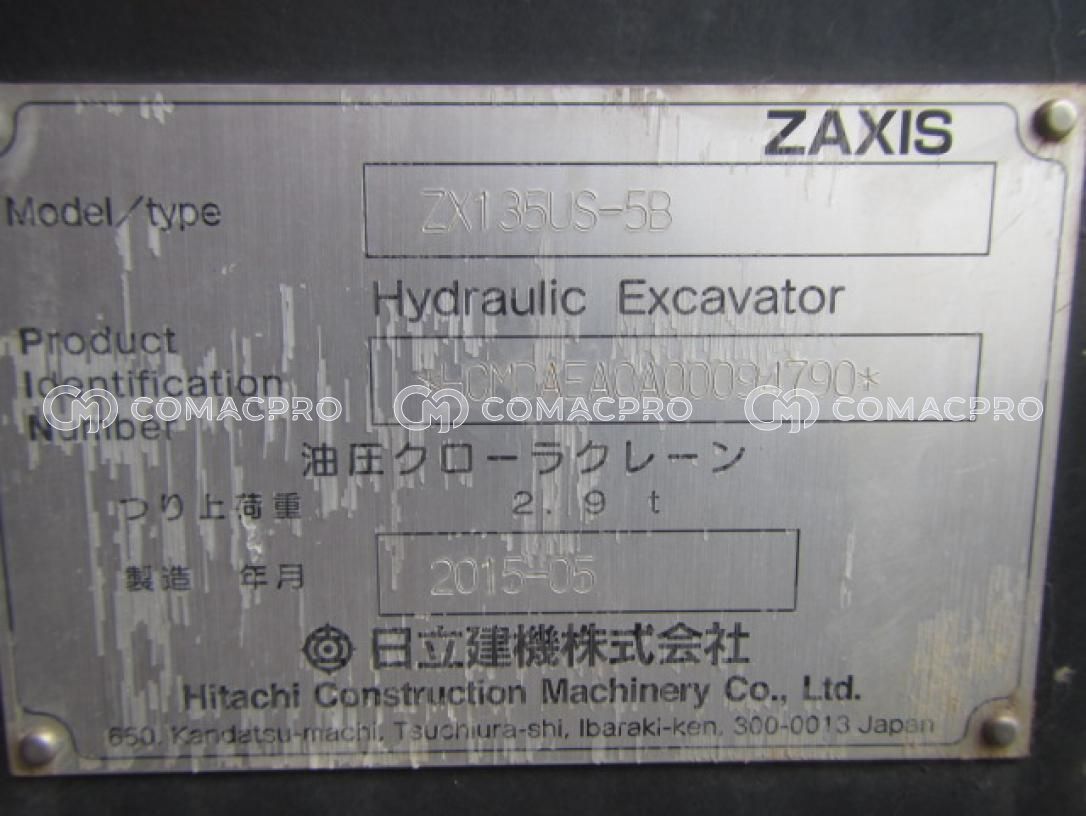 ZAXIS
Model/type
ZX135US-5B
Hydraulic Excavator
Product
Identification
Number
COMACPRO COMACPRO COMACPRO
油圧クローラクレーン
つり上荷重 2.9 t
製造 年月 2015-05
日立建機株式会社
Hitachi Construction Machinery Co., Ltd.
650, Kandatsu-machi, Tsuchiura-shi, Ibaraki-ken, 300-0013 Japan